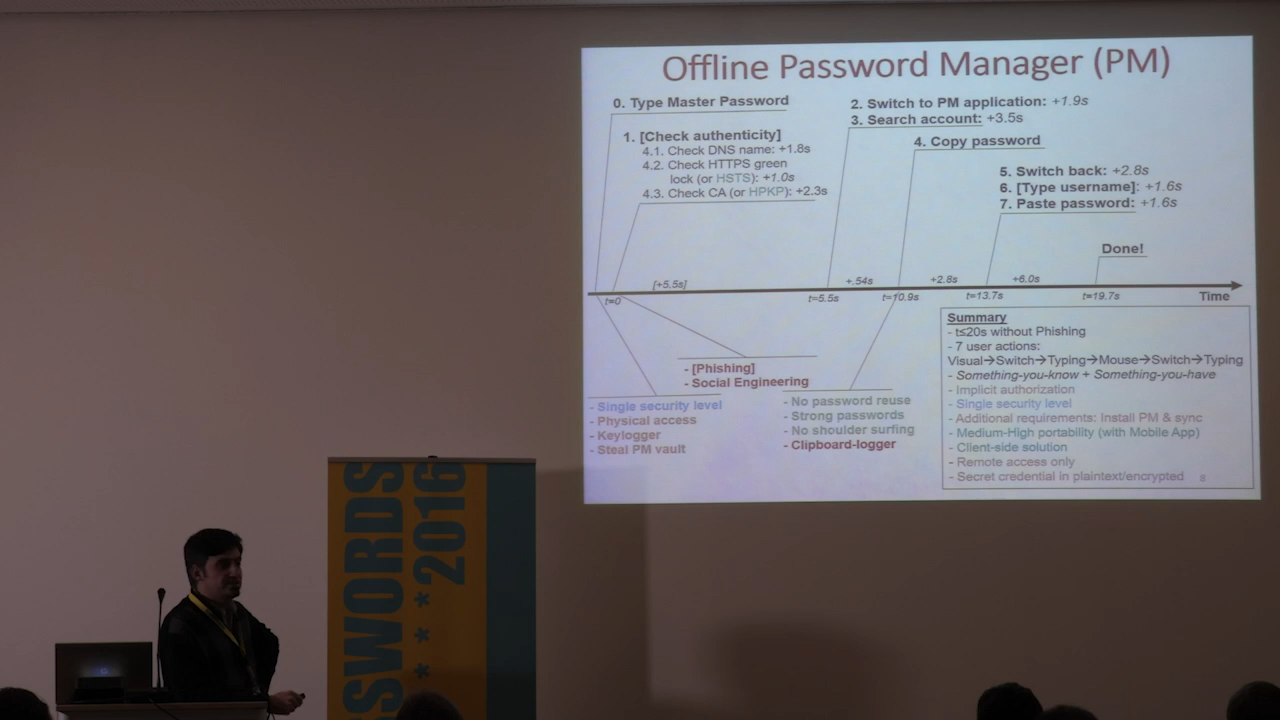 Offline Password Manager (PM)
0. Type Master Password
1. [Check authenticity]
4.1. Check DNS name: +1.8s
4.2. Check HTTPS green
lock (or HSTS): +1.0s
4.3. Check CA (or HPKP): +2.3s
2. Switch to PM application: +1.9s
3. Search account: +3.5s
4. Copy password
5. Switch back: +2.8s
6. [Type username]: +1.6s
7. Paste password: +1.6s
Done!
[+5.5s]
+.54s
+2.8s
+6.0s
t=0
t=5.5s
t=10.9s
t=13.7s
t=19.7s
Time
- [Phishing]
- Social Engineering
- Single security level
- Physical access
- Keylogger
- Steal PM vault
- No password reuse
- Strong passwords
- No shoulder surfing
- Clipboard-logger
Summary
- t≤20s without Phishing
- 7 user actions:
Visual→Switch→Typing→Mouse→Switch→Typing
- Something-you-know + Something-you-have
- Implicit authorization
- Single security level
- Additional requirements: Install PM & sync
- Medium-High portability (with Mobile App)
- Client-side solution
- Remote access only
- Secret credential in plaintext/encrypted
8
SSWORDS
* * * 2016